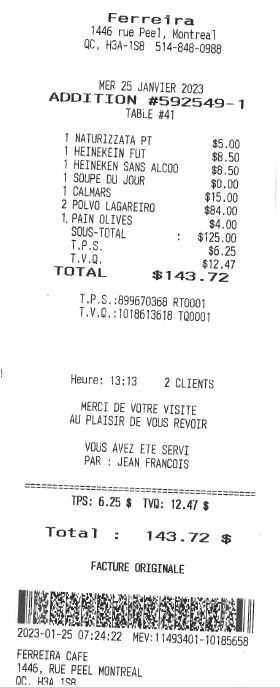 Ferreira
1446 rue Peel, Montreal
QC, H3A-1S8 514-848-0988
MER 25 JANVIER 2023
ADDITION #592549-1
TABLE #41
1 NATURIZZATA PT $5.00
1 HEINEKEIN FUT $8.50
1 HEINEKEN SANS ALCOO $8.50
1 SOUPE DU JOUR $0.00
1 CALMARS $15.00
2 POLVO LAGAREIRO $84.00
1 PAIN OLIVES $4.00
SOUS-TOTAL : $125.00
T.P.S. $6.25
T.V.Q. $12.47
TOTAL $143.72
T.P.S.:899670368 RT0001
T.V.Q.:1018613618 TQ0001
Heure: 13:13 2 CLIENTS
MERCI DE VOTRE VISITE
AU PLAISIR DE VOUS REVOIR
VOUS AVEZ ETE SERVI
PAR : JEAN FRANCOIS
TPS: 6.25 $ TVQ: 12.47 $
Total : 143.72 $
FACTURE ORIGINALE
2023-01-25 07:24:22 MEV:11493401-10185658
FERREIRA CAFE
1446, RUE PEEL MONTREAL
QC, H3A 1S8